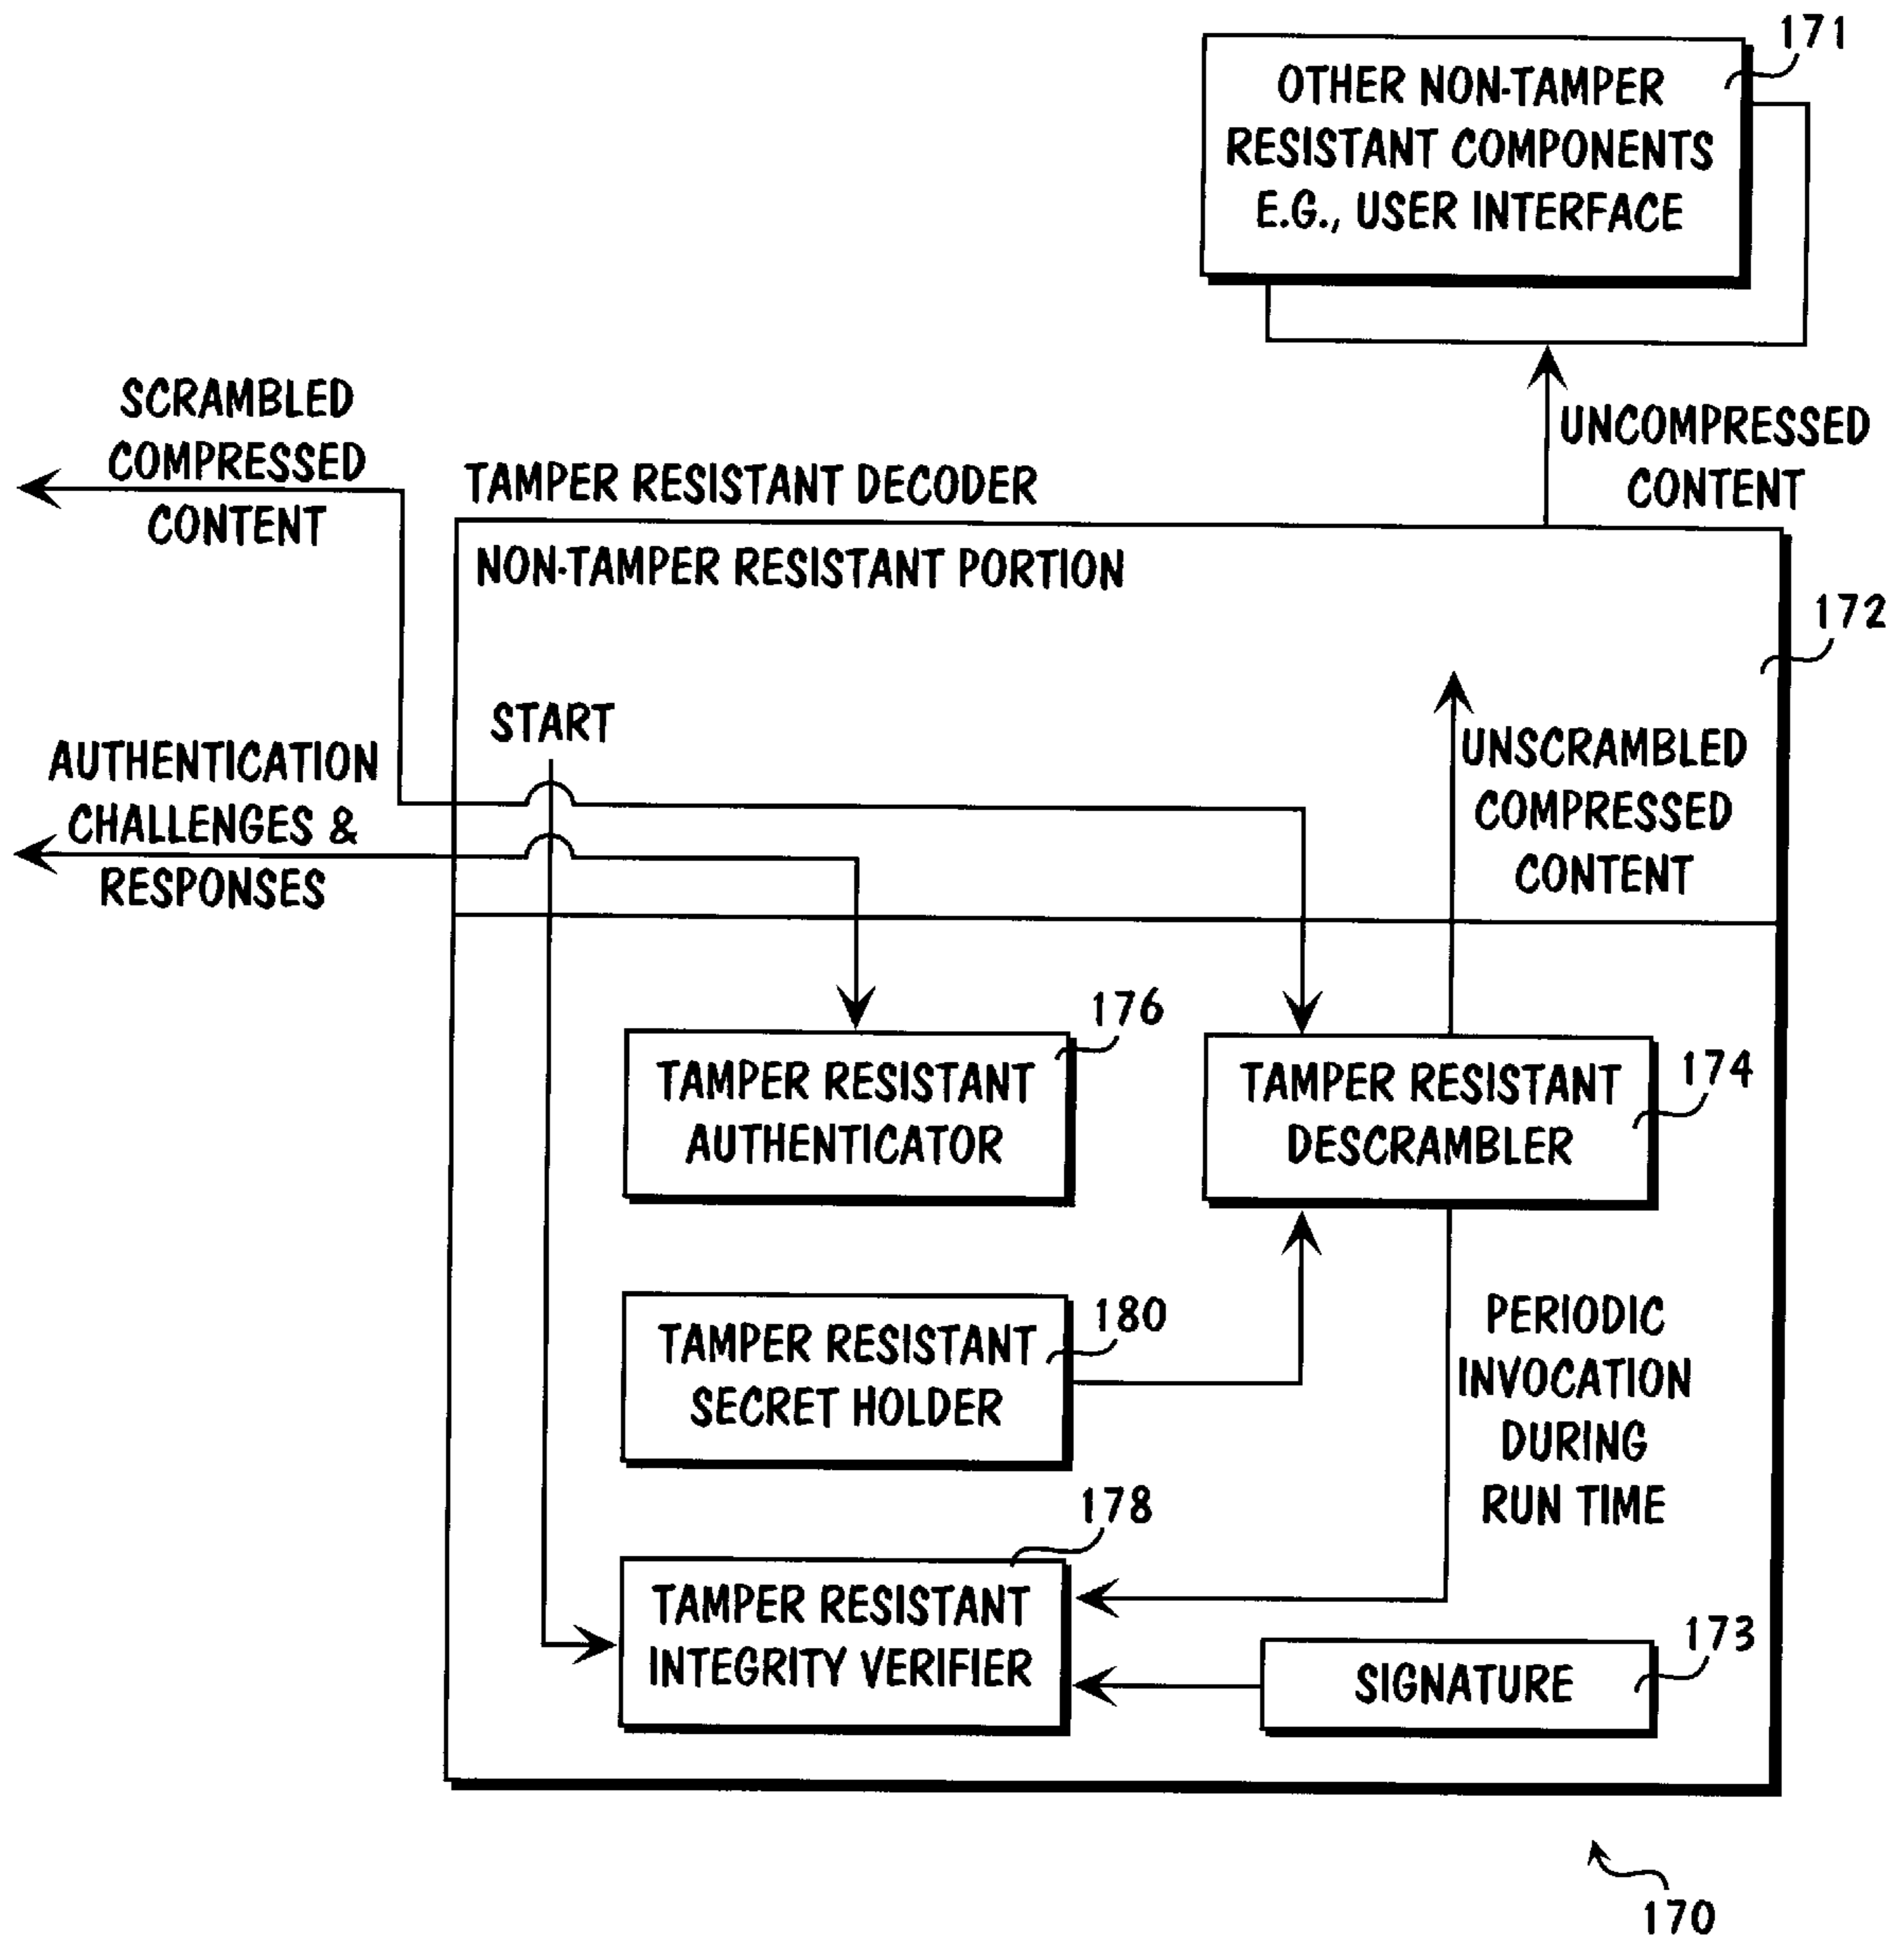 171
OTHER NON-TAMPER
RESISTANT COMPONENTS
E.G., USER INTERFACE
SCRAMBLED
COMPRESSED
CONTENT
UNCOMPRESSED
CONTENT
TAMPER RESISTANT DECODER
NON-TAMPER RESISTANT PORTION
172
START
AUTHENTICATION
CHALLENGES &
RESPONSES
UNSCRAMBLED
COMPRESSED
CONTENT
176
TAMPER RESISTANT
AUTHENTICATOR
174
TAMPER RESISTANT
DESCRAMBLER
180
TAMPER RESISTANT
SECRET HOLDER
PERIODIC
INVOCATION
DURING
RUN TIME
178
TAMPER RESISTANT
INTEGRITY VERIFIER
173
SIGNATURE
170